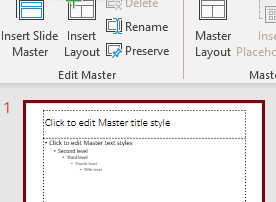 Delete
Insert Slide Master
Insert Layout
Rename
Preserve
Master Layout
Inse
Placeho
Edit Master
Maste
1
Click to edit Master title style
• Click to edit Master text styles
• Second level
• Third level
• Fourth level
• Fifth level